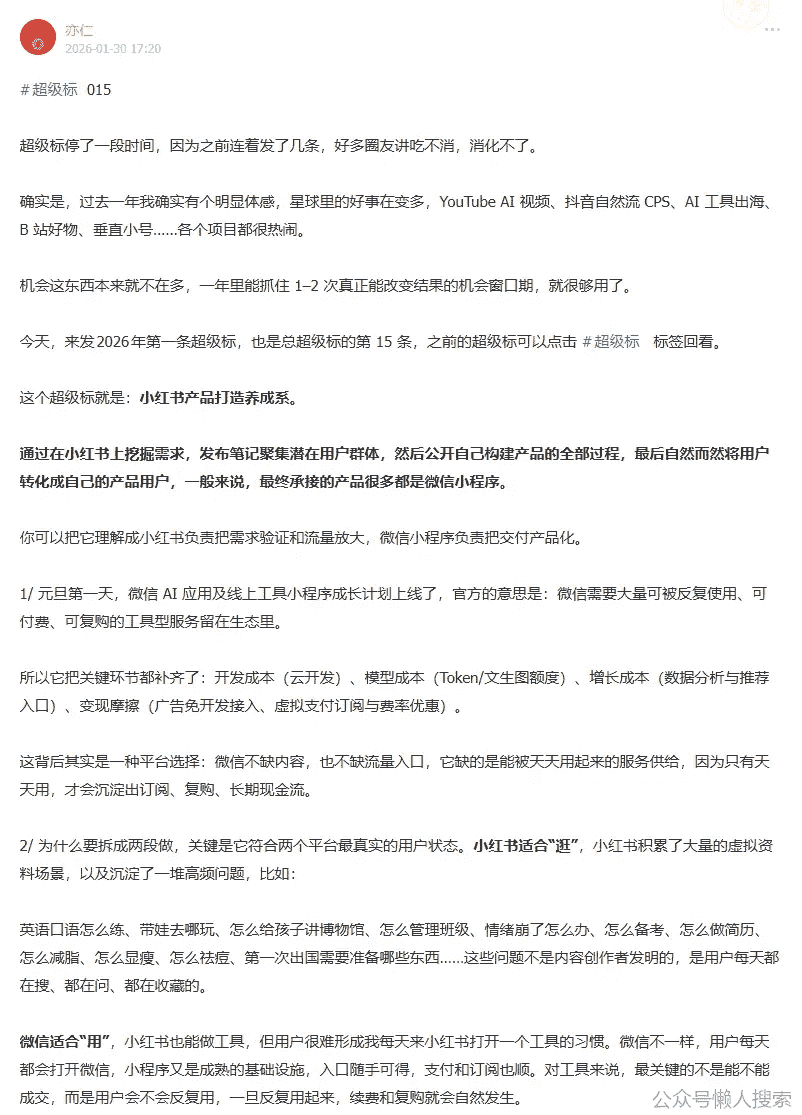 亦仁
2026-01-30 17:20
#超级标 015
超级标停了一段时间，因为之前连着发了几条，好多圈友讲吃不消，消化不了。
确实是，过去一年我确实有个明显体感，星球里的好事在变多，YouTube AI 视频、抖音自然流 CPS、AI 工具出海、
B 站好物、垂直小号......各个项目都很热闹。
机会这东西本来就不在多，一年里能抓住 1–2 次真正能改变结果的机会窗口期，就很够用了。
今天，来发2026年第一条超级标，也是总超级标的第 15 条，之前的超级标可以点击 #超级标 标签回看。
这个超级标就是：小红书产品打造养成系。
通过在小红书上挖掘需求，发布笔记聚集潜在用户群体，然后公开自己构建产品的全部过程，最后自然而然将用户
转化成自己的产品用户，一般来说，最终承接的产品很多都是微信小程序。
你可以把它理解成小红书负责把需求验证和流量放大，微信小程序负责把交付产品化。
1/ 元旦第一天，微信 AI 应用及线上工具小程序成长计划上线了，官方的意思是：微信需要大量可被反复使用、可
付费、可复购的工具型服务留在生态里。
所以它把关键环节都补齐了：开发成本（云开发）、模型成本（Token/文生图额度）、增长成本（数据分析与推荐
入口）、变现摩擦（广告免开发接入、虚拟支付订阅与费率优惠）。
这背后其实是一种平台选择：微信不缺内容，也不缺流量入口，它缺的是能被天天用起来的服务供给，因为只有天
天用，才会沉淀出订阅、复购、长期现金流。
2/ 为什么要拆成两段做，关键是它符合两个平台最真实的用户状态。小红书适合“逛”，小红书积累了大量的虚拟资
料场景，以及沉淀了一堆高频问题，比如：
英语口语怎么练、带娃去哪玩、怎么给孩子讲博物馆、怎么管理班级、情绪崩了怎么办、怎么备考、怎么做简历、
怎么减脂、怎么显瘦、怎么祛痘、第一次出国需要准备哪些东西......这些问题不是内容创作者发明的，是用户每天都
在搜、都在问、都在收藏的。
微信适合“用”，小红书也能做工具，但用户很难形成我每天来小红书打开一个工具的习惯。微信不一样，用户每天
都会打开微信，小程序又是成熟的基础设施，入口随手可得，支付和订阅也顺。对工具来说，最关键的不是能不能
成交，而是用户会不会反复用，一旦反复用起来，续费和复购就会自然发生。
公众号懒人搜索